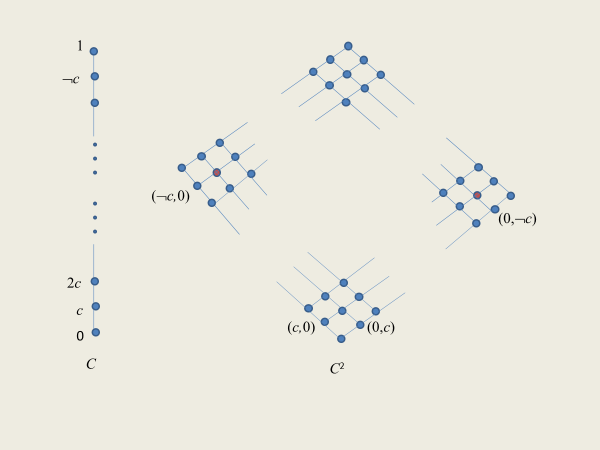 1
¬c
(¬c,0)
(0,¬c)
2c
c
0
(c,0)
(0,c)
C
C²